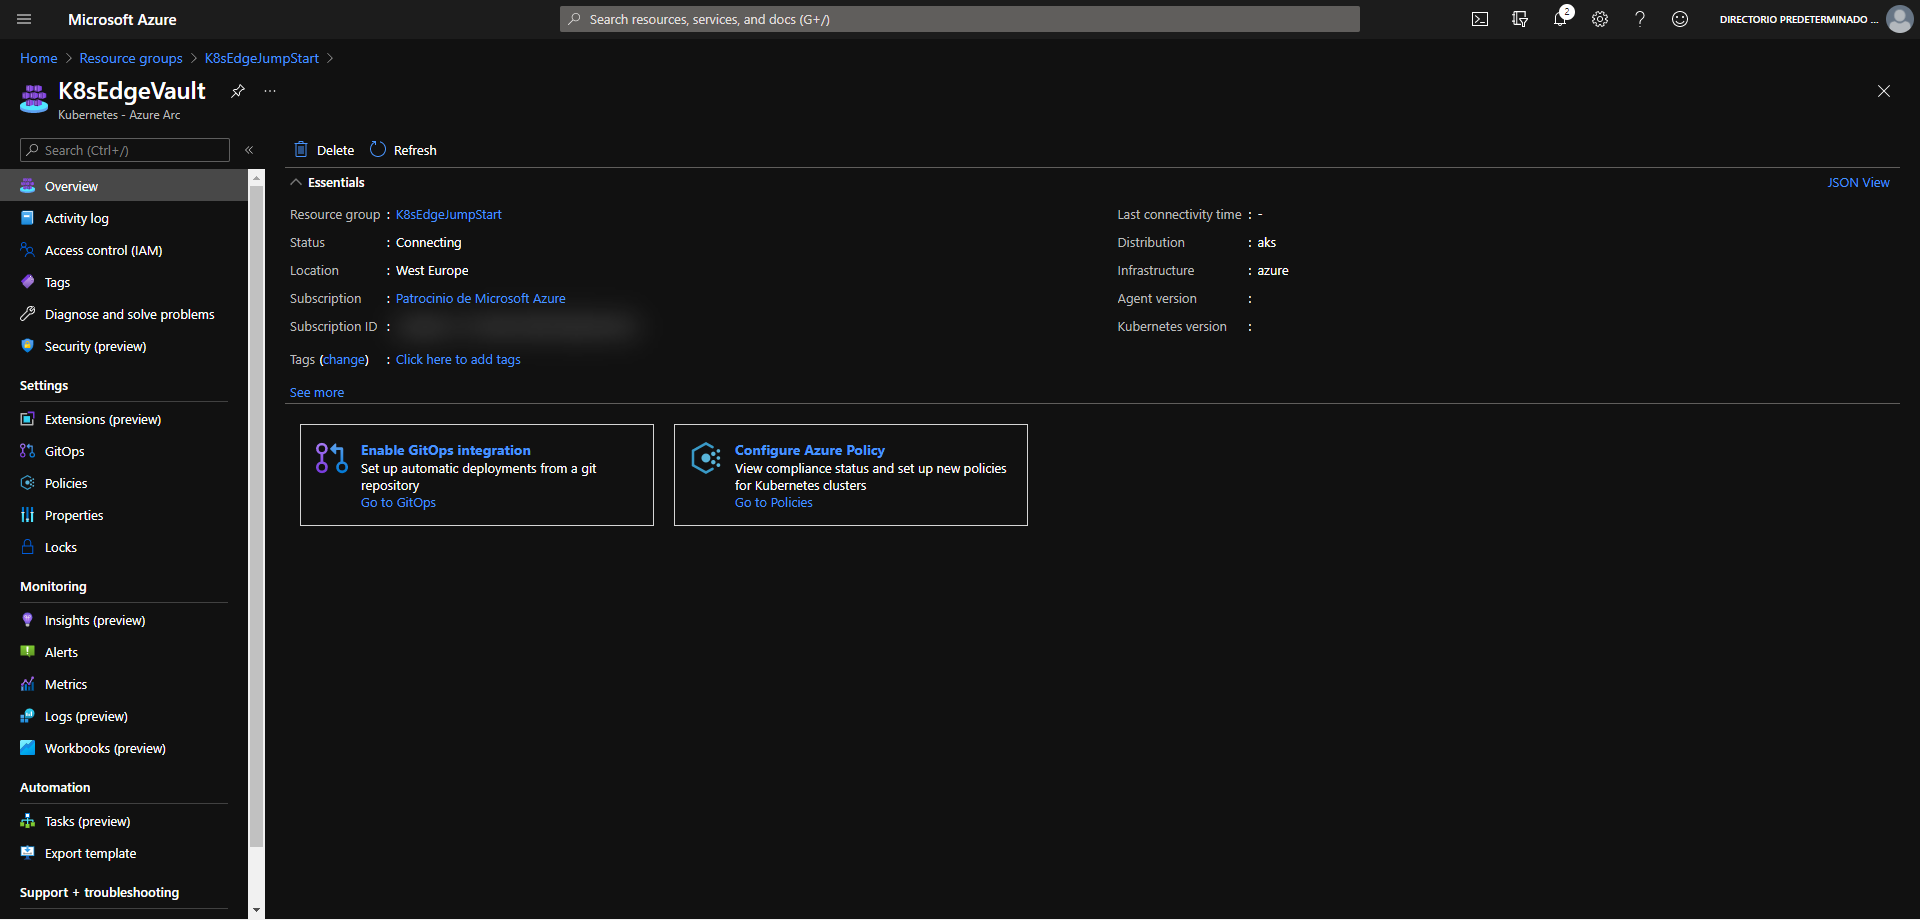 Microsoft Azure
Search resources, services, and docs (G+/)
2
DIRECTORIO PREDETERMINADO ...
Home > Resource groups > K8sEdgeJumpStart >
K8sEdgeVault
...
Kubernetes - Azure Arc
Search (Ctrl+/)
«
Delete
Refresh
Overview
Activity log
Access control (IAM)
Tags
Diagnose and solve problems
Security (preview)
Settings
Extensions (preview)
GitOps
Policies
Properties
Locks
Monitoring
Insights (preview)
Alerts
Metrics
Logs (preview)
Workbooks (preview)
Automation
Tasks (preview)
Export template
Support + troubleshooting
Essentials
JSON View
Resource group : K8sEdgeJumpStart
Status : Connecting
Location : West Europe
Subscription : Patrocinio de Microsoft Azure
Subscription ID :
Tags (change) : Click here to add tags
See more
Last connectivity time : -
Distribution : aks
Infrastructure : azure
Agent version :
Kubernetes version :
Enable GitOps integration
Set up automatic deployments from a git
repository
Go to GitOps
Configure Azure Policy
View compliance status and set up new policies
for Kubernetes clusters
Go to Policies